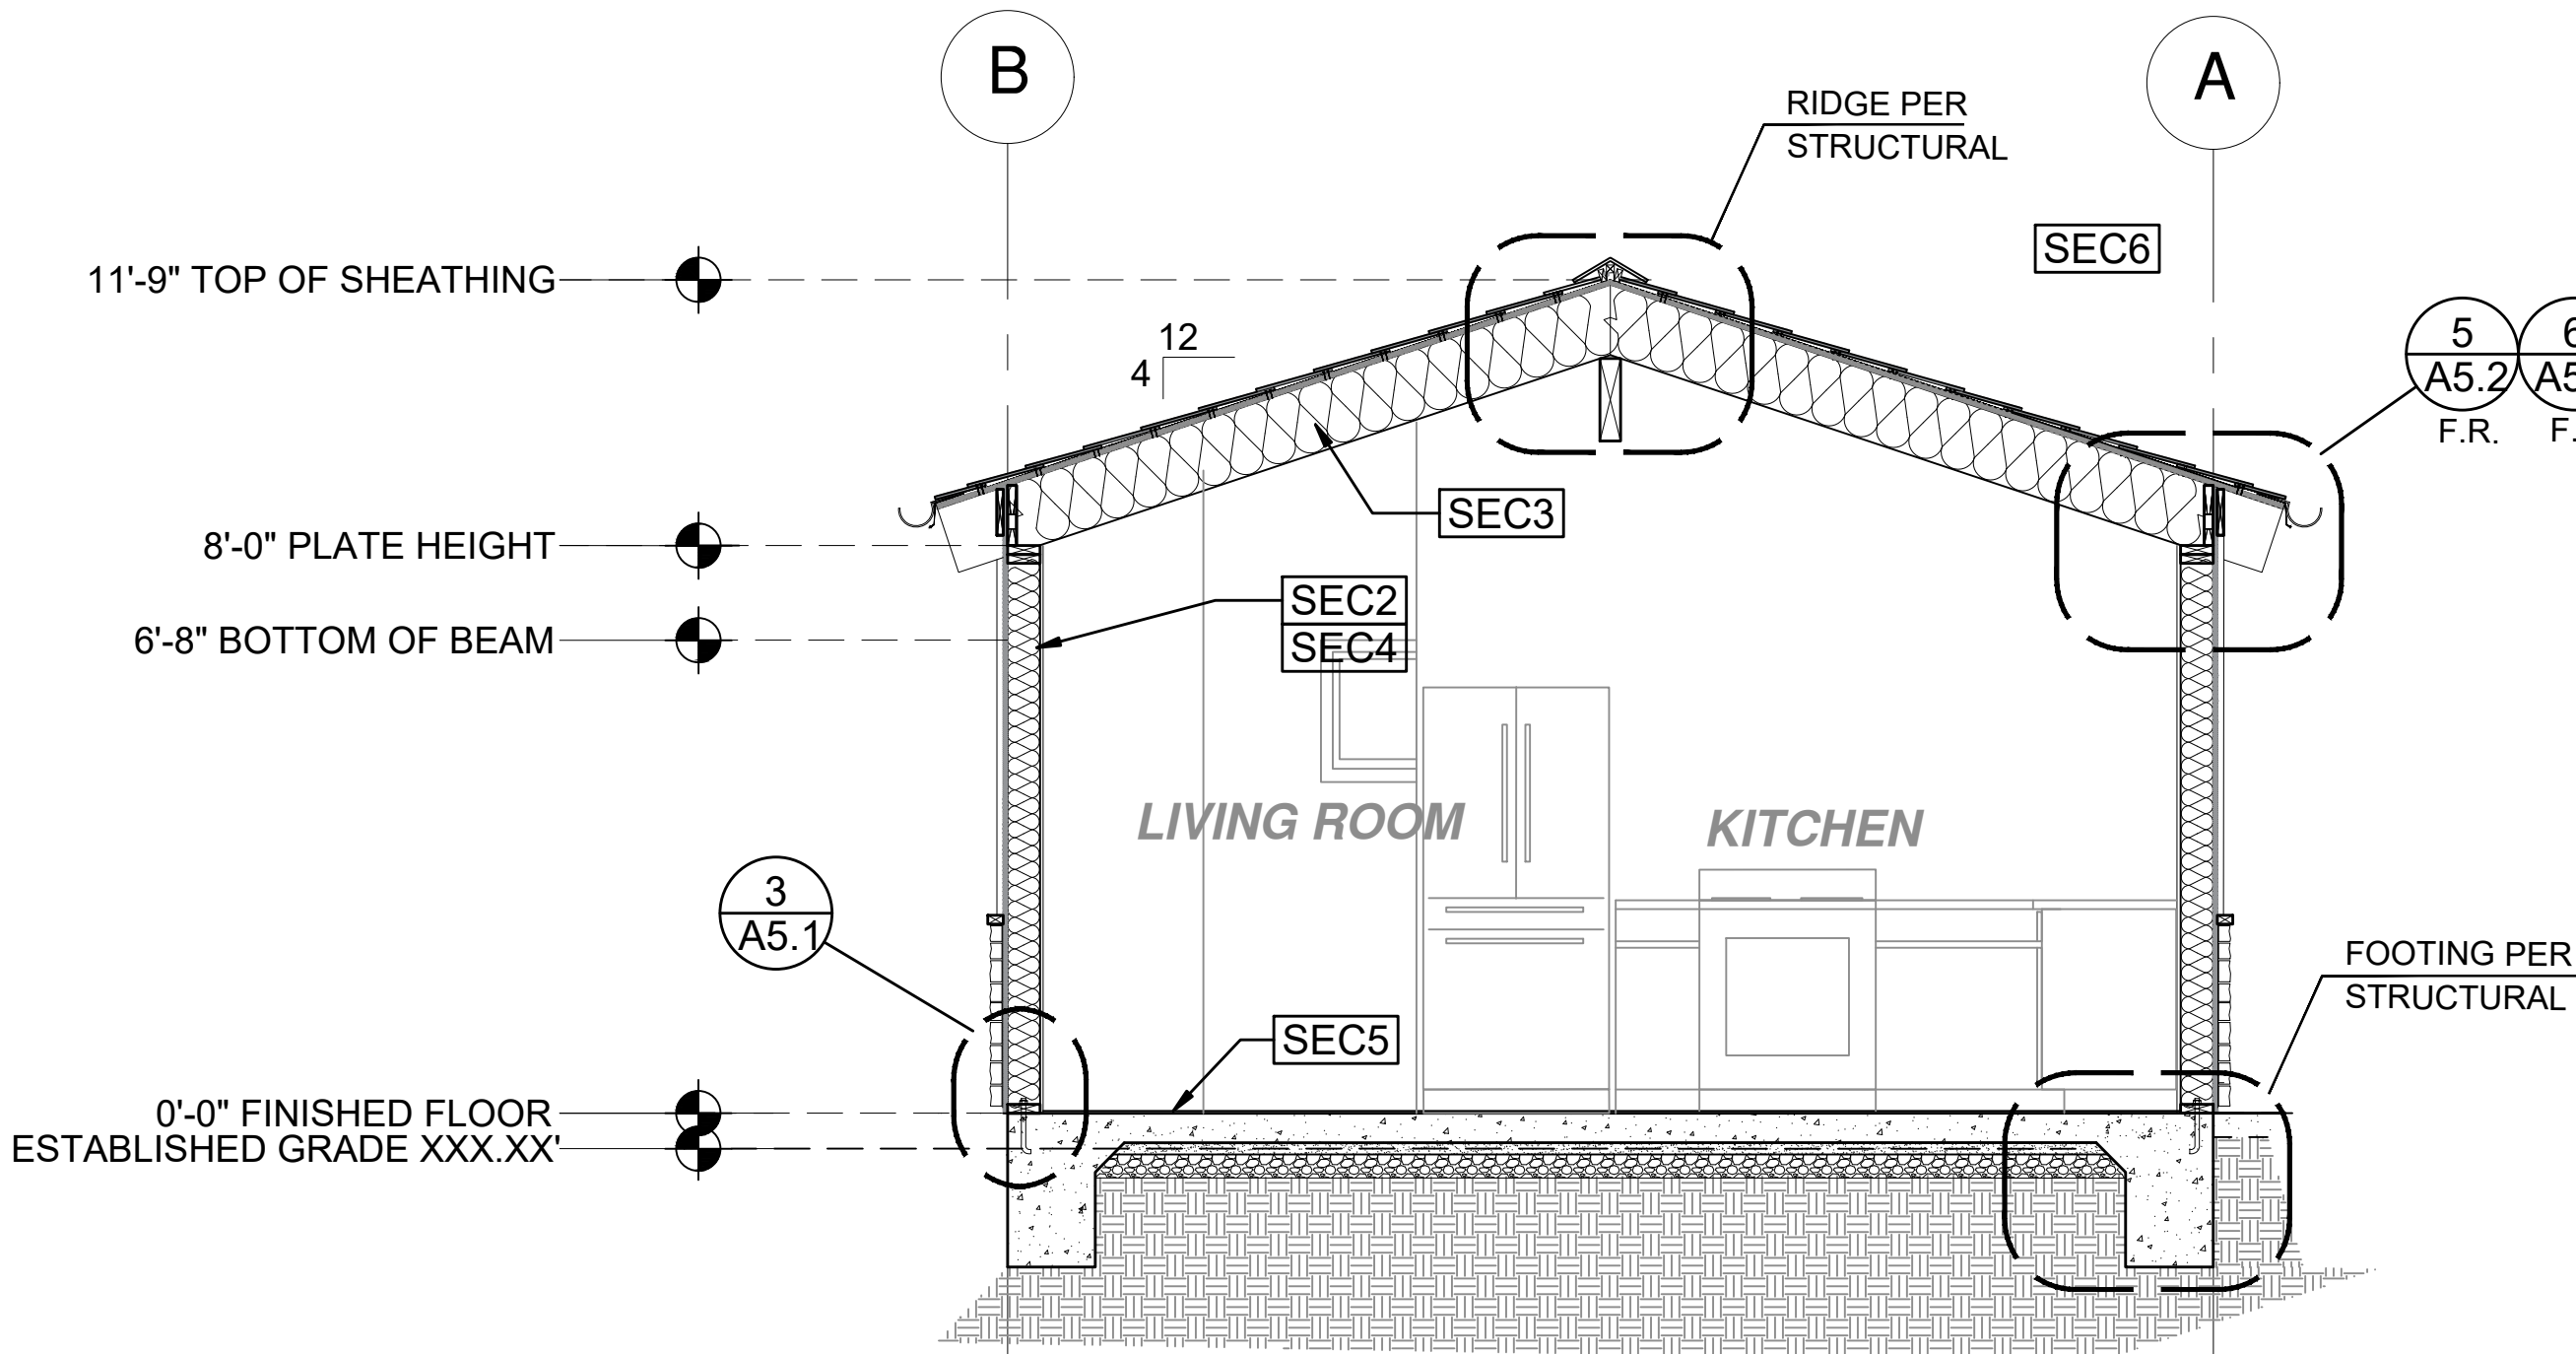 B
A
RIDGE PER
STRUCTURAL
SEC6
11'-9" TOP OF SHEATHING
12
4
5
A5.2
F.R.
SEC3
8'-0" PLATE HEIGHT
SEC2
SEC4
6'-8" BOTTOM OF BEAM
LIVING ROOM
KITCHEN
3
A5.1
FOOTING PER
STRUCTURAL
SEC5
0'-0" FINISHED FLOOR
ESTABLISHED GRADE XXX.XX'